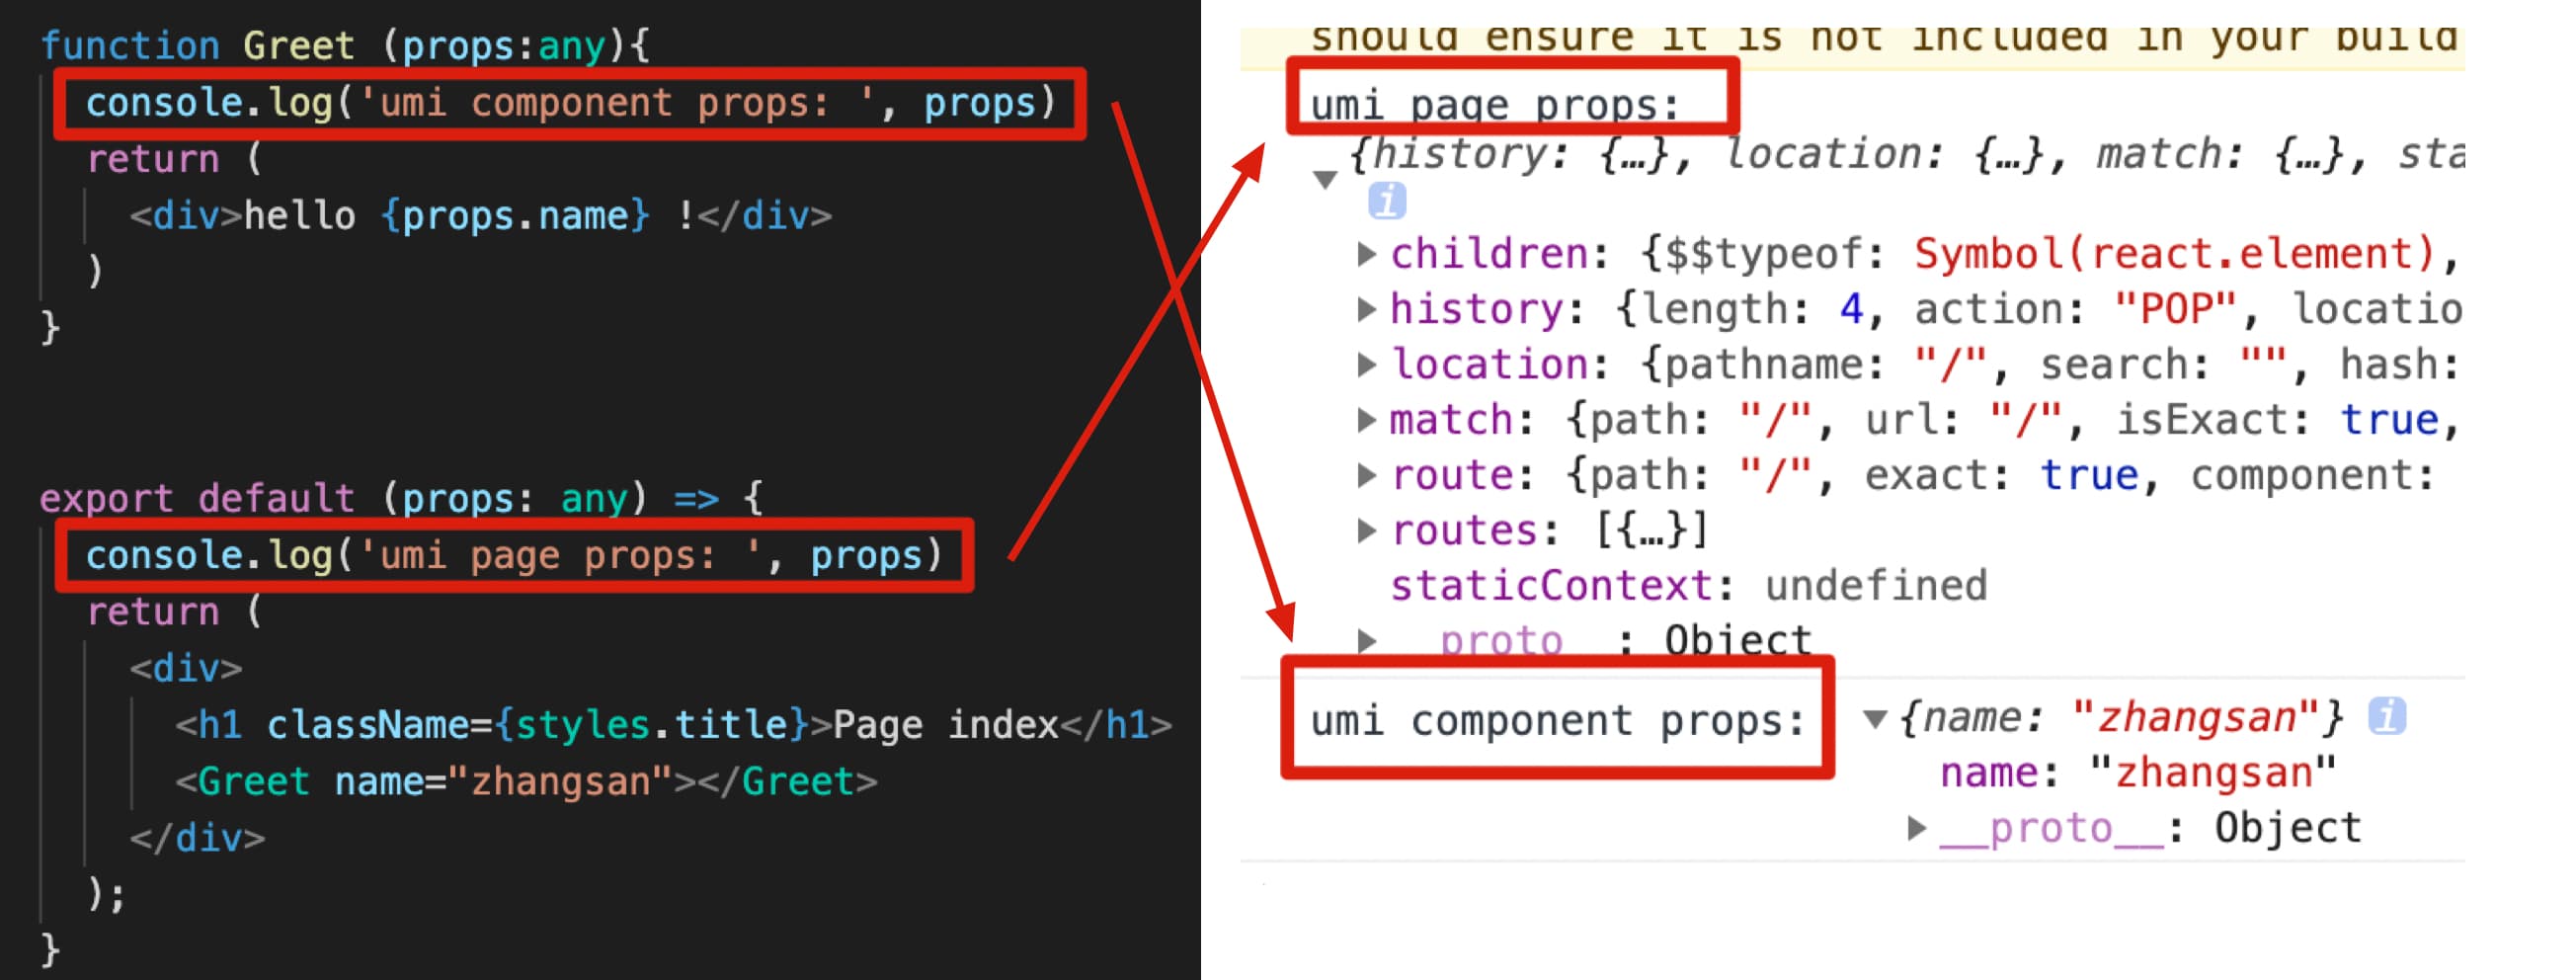 function Greet (props:any){
console.log('umi component props: ', props)
return (
<div>hello {props.name} !</div>
)
}
export default (props: any) => {
console.log('umi page props: ', props)
return (
<div>
<h1 className={styles.title}>Page index</h1>
<Greet name="zhangsan"></Greet>
</div>
);
}
should ensure it is not included in your build
umi page props:
{history: {…}, location: {…}, match: {…}, sta
i
children: {$$typeof: Symbol(react.element),
history: {length: 4, action: "POP", locatio
location: {pathname: "/", search: "", hash:
match: {path: "/", url: "/", isExact: true,
route: {path: "/", exact: true, component:
routes: [{…}]
staticContext: undefined
__proto__: Object
umi component props: {name: "zhangsan"} i
name: "zhangsan"
__proto__: Object